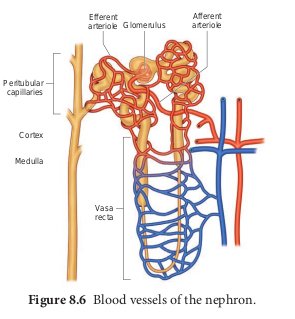 Efferent
arteriole
Glomerulus
Afferent
arteriole
Peritubular
capillaries
Cortex
Medulla
Vasa
recta
Figure 8.6 Blood vessels of the nephron.